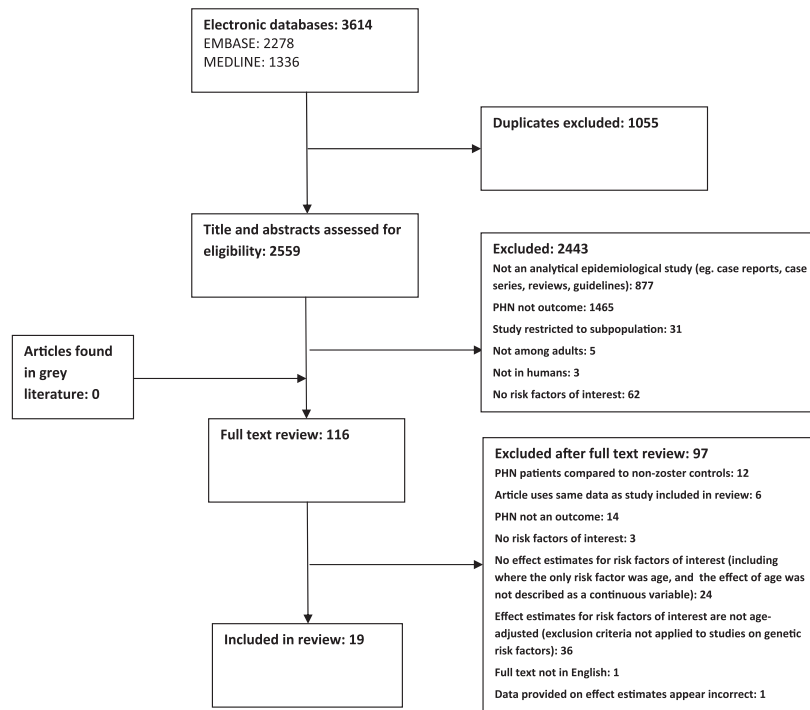 Electronic databases: 3614
EMBASE: 2278
MEDLINE: 1336
Duplicates excluded: 1055
Title and abstracts assessed for
eligibility: 2559
Excluded: 2443
Not an analytical epidemiological study (eg. case reports, case
series, reviews, guidelines): 877
PHN not outcome: 1465
Study restricted to subpopulation: 31
Not among adults: 5
Not in humans: 3
No risk factors of interest: 62
Articles found
in grey
literature: 0
Full text review: 116
Excluded after full text review: 97
PHN patients compared to non-zoster controls: 12
Article uses same data as study included in review: 6
PHN not an outcome: 14
No risk factors of interest: 3
No effect estimates for risk factors of interest (including
where the only risk factor was age, and the effect of age was
not described as a continuous variable): 24
Effect estimates for risk factors of interest are not age-
adjusted (exclusion criteria not applied to studies on genetic
risk factors): 36
Full text not in English: 1
Data provided on effect estimates appear incorrect: 1
Included in review: 19